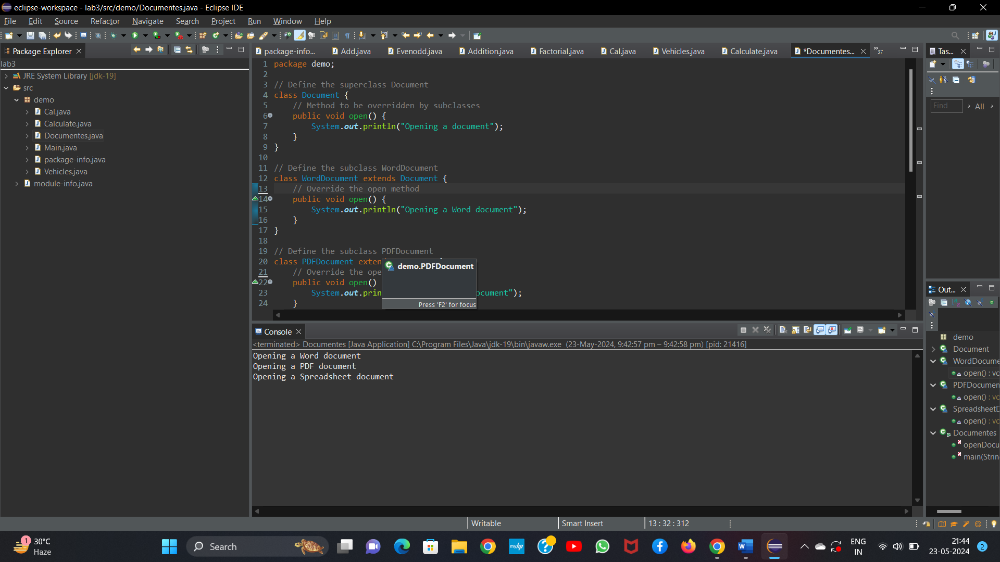 eclipse-workspace - lab3/src/demo/Documentes.java - Eclipse IDE
File Edit Source Refactor Navigate Search Project Run Window Help
Package Explorer
lab3
JRE System Library [jdk-19]
src
demo
Cal.java
Calculate.java
Documentes.java
Main.java
package-info.java
Vehicles.java
module-info.java
package-info... Add.java Evenodd.java Addition.java Factorial.java Cal.java Vehicles.java Calculate.java *Documentes... »37
1 package demo;
2
3 // Define the superclass Document
4 class Document {
5 // Method to be overridden by subclasses
6 public void open() {
7 System.out.println("Opening a document");
8 }
9 }
10
11 // Define the subclass WordDocument
12 class WordDocument extends Document {
13 // Override the open method
14 public void open() {
15 System.out.println("Opening a Word document");
16 }
17 }
18
19 // Define the subclass PDFDocument
20 class PDFDocument exten
21 // Override the ope
22 public void open()
23 System.out.prin ocument");
24 }
demo.PDFDocument
Press 'F2' for focus
Console
<terminated> Documentes [Java Application] C:\Program Files\Java\jdk-19\bin\javaw.exe (23-May-2024, 9:42:57 pm – 9:42:58 pm) [pid: 21416]
Opening a Word document
Opening a PDF document
Opening a Spreadsheet document
Tas...
Find All
Out...
demo
Document
WordDocume
open() : vo
PDFDocumen
open() : vo
SpreadsheetD
open() : vo
Documentes
openDocu
main(Strin
Writable Smart Insert 13 : 32 : 312
1 30°C
Haze
Search
myhp
ENG
IN
21:44
23-05-2024
2